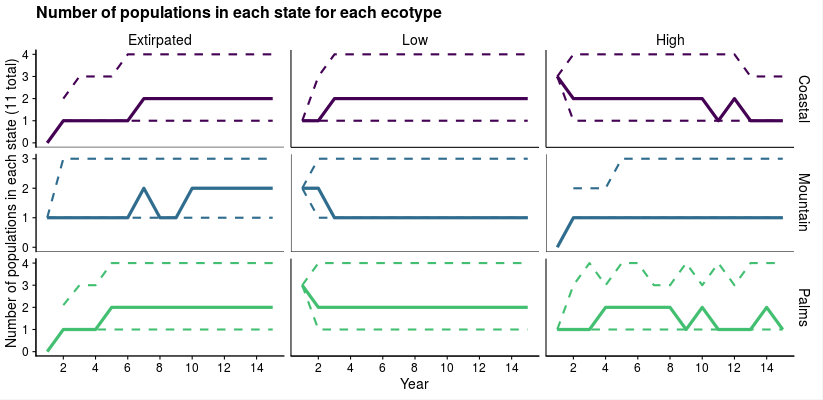 Number of populations in each state for each ecotype
Extirpated Low High
Number of populations in each state (11 total)
4
3
2
1
0
Coastal
3
2
1
0
Mountain
4
3
2
1
0
Palms
2 4 6 8 10 12 14 2 4 6 8 10 12 14 2 4 6 8 10 12 14
Year